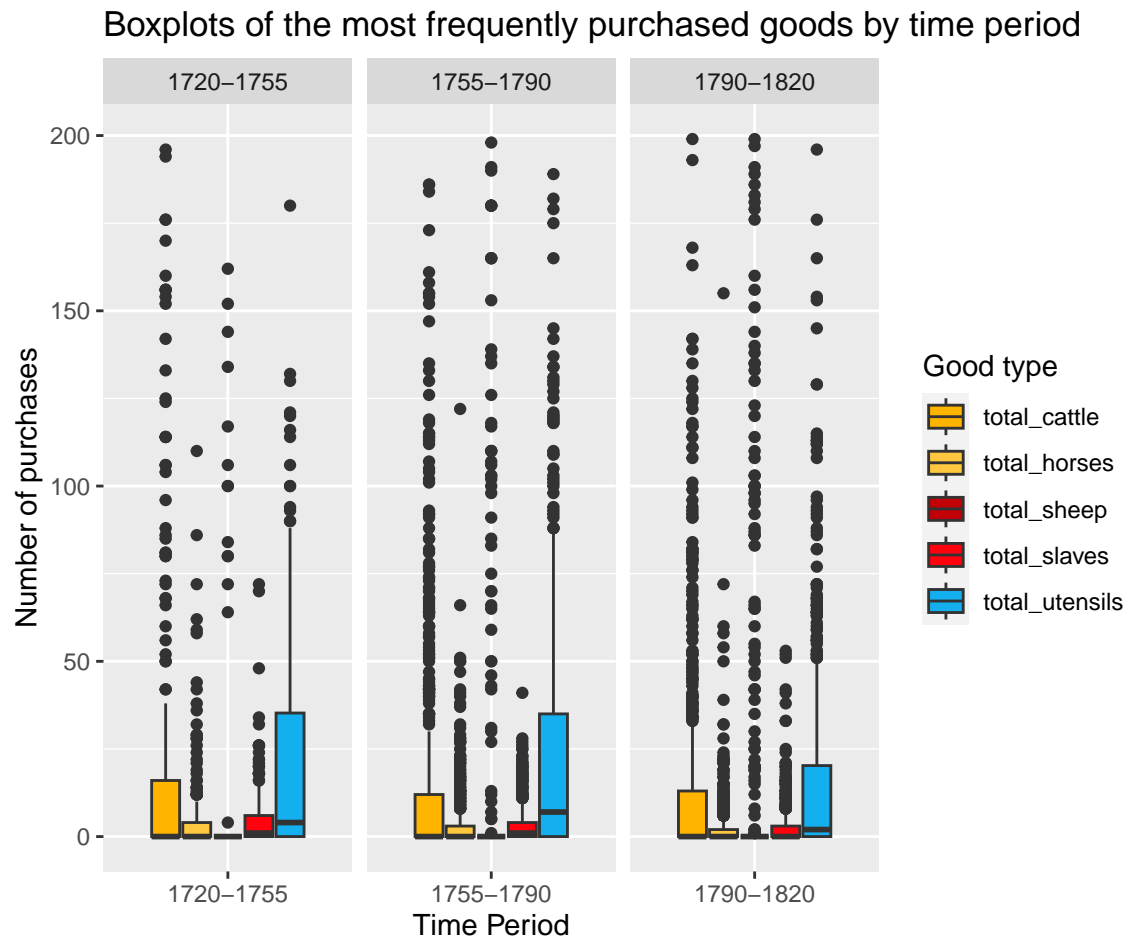 Boxplots of the most frequently purchased goods by time period
1720−1755
1755−1790
1790−1820
200
150
100
50
0
Number of purchases
1720−1755
1755−1790
1790−1820
Time Period
Good type
total_cattle
total_horses
total_sheep
total_slaves
total_utensils